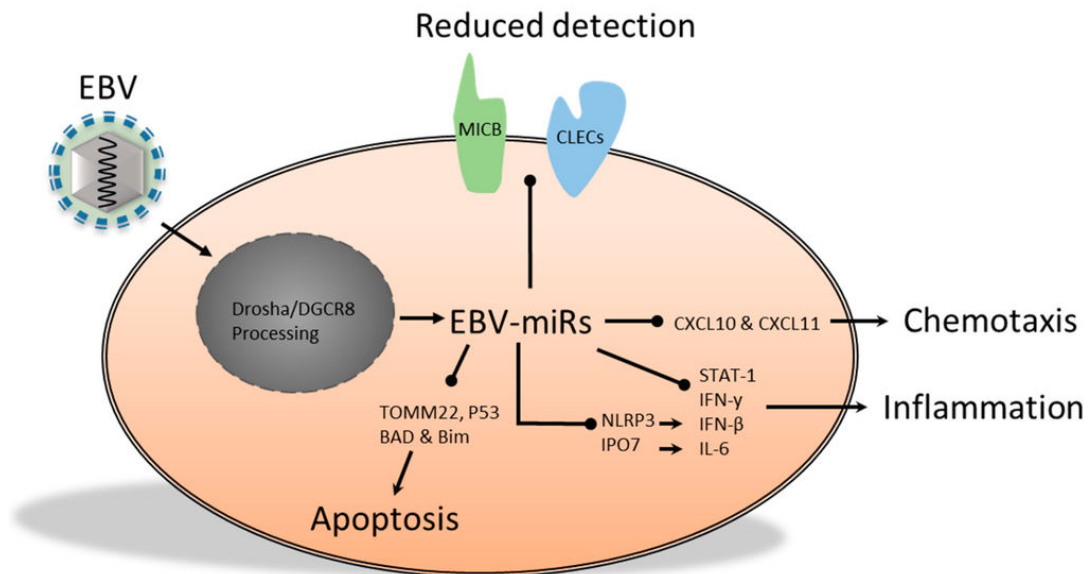 Reduced detection
EBV
MICB
CLECs
Drosha/DGCR8
Processing
EBV-miRs
CXCL10 & CXCL11
Chemotaxis
STAT-1
IFN-γ
IFN-β
IL-6
Inflammation
NLRP3
IPO7
TOMM22, P53
BAD & Bim
Apoptosis